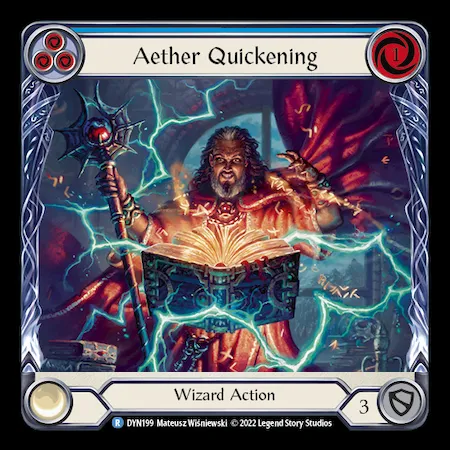 1
Aether Quickening
Wizard Action
3
R DYN199 Mateusz Wiśniewski © 2022 Legend Story Studios